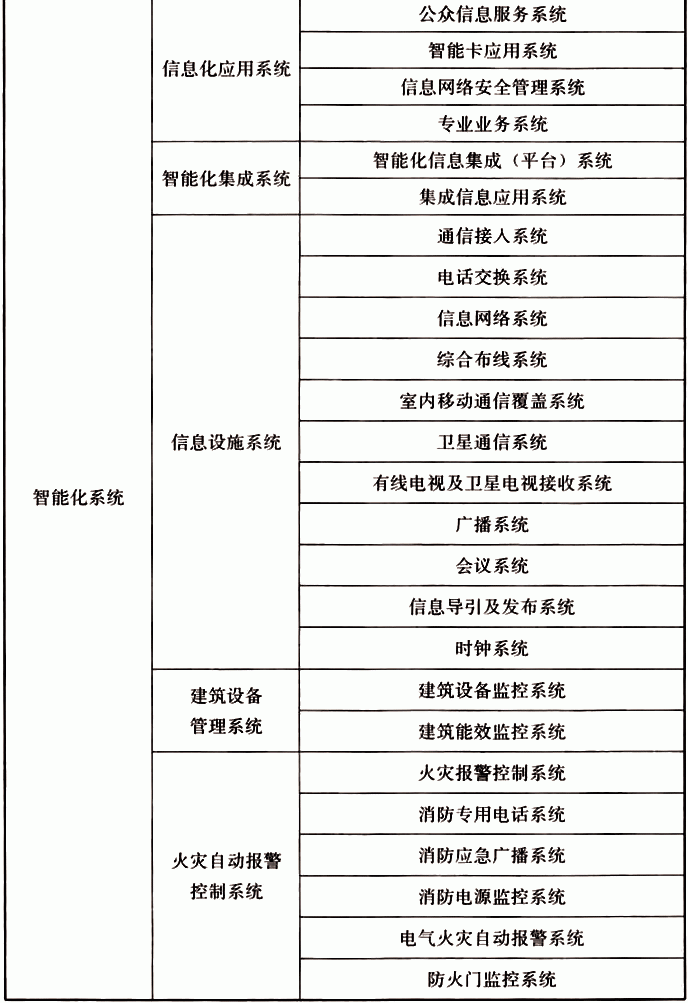 公众信息服务系统
信息化应用系统
智能卡应用系统
信息网络安全管理系统
专业业务系统
智能化集成系统
智能化信息集成（平台）系统
集成信息应用系统
智能化系统
信息设施系统
通信接入系统
电话交换系统
信息网络系统
综合布线系统
室内移动通信覆盖系统
卫星通信系统
有线电视及卫星电视接收系统
广播系统
会议系统
信息导引及发布系统
时钟系统
建筑设备
管理系统
建筑设备监控系统
建筑能效监控系统
火灾自动报警
控制系统
火灾报警控制系统
消防专用电话系统
消防应急广播系统
消防电源监控系统
电气火灾自动报警系统
防火门监控系统